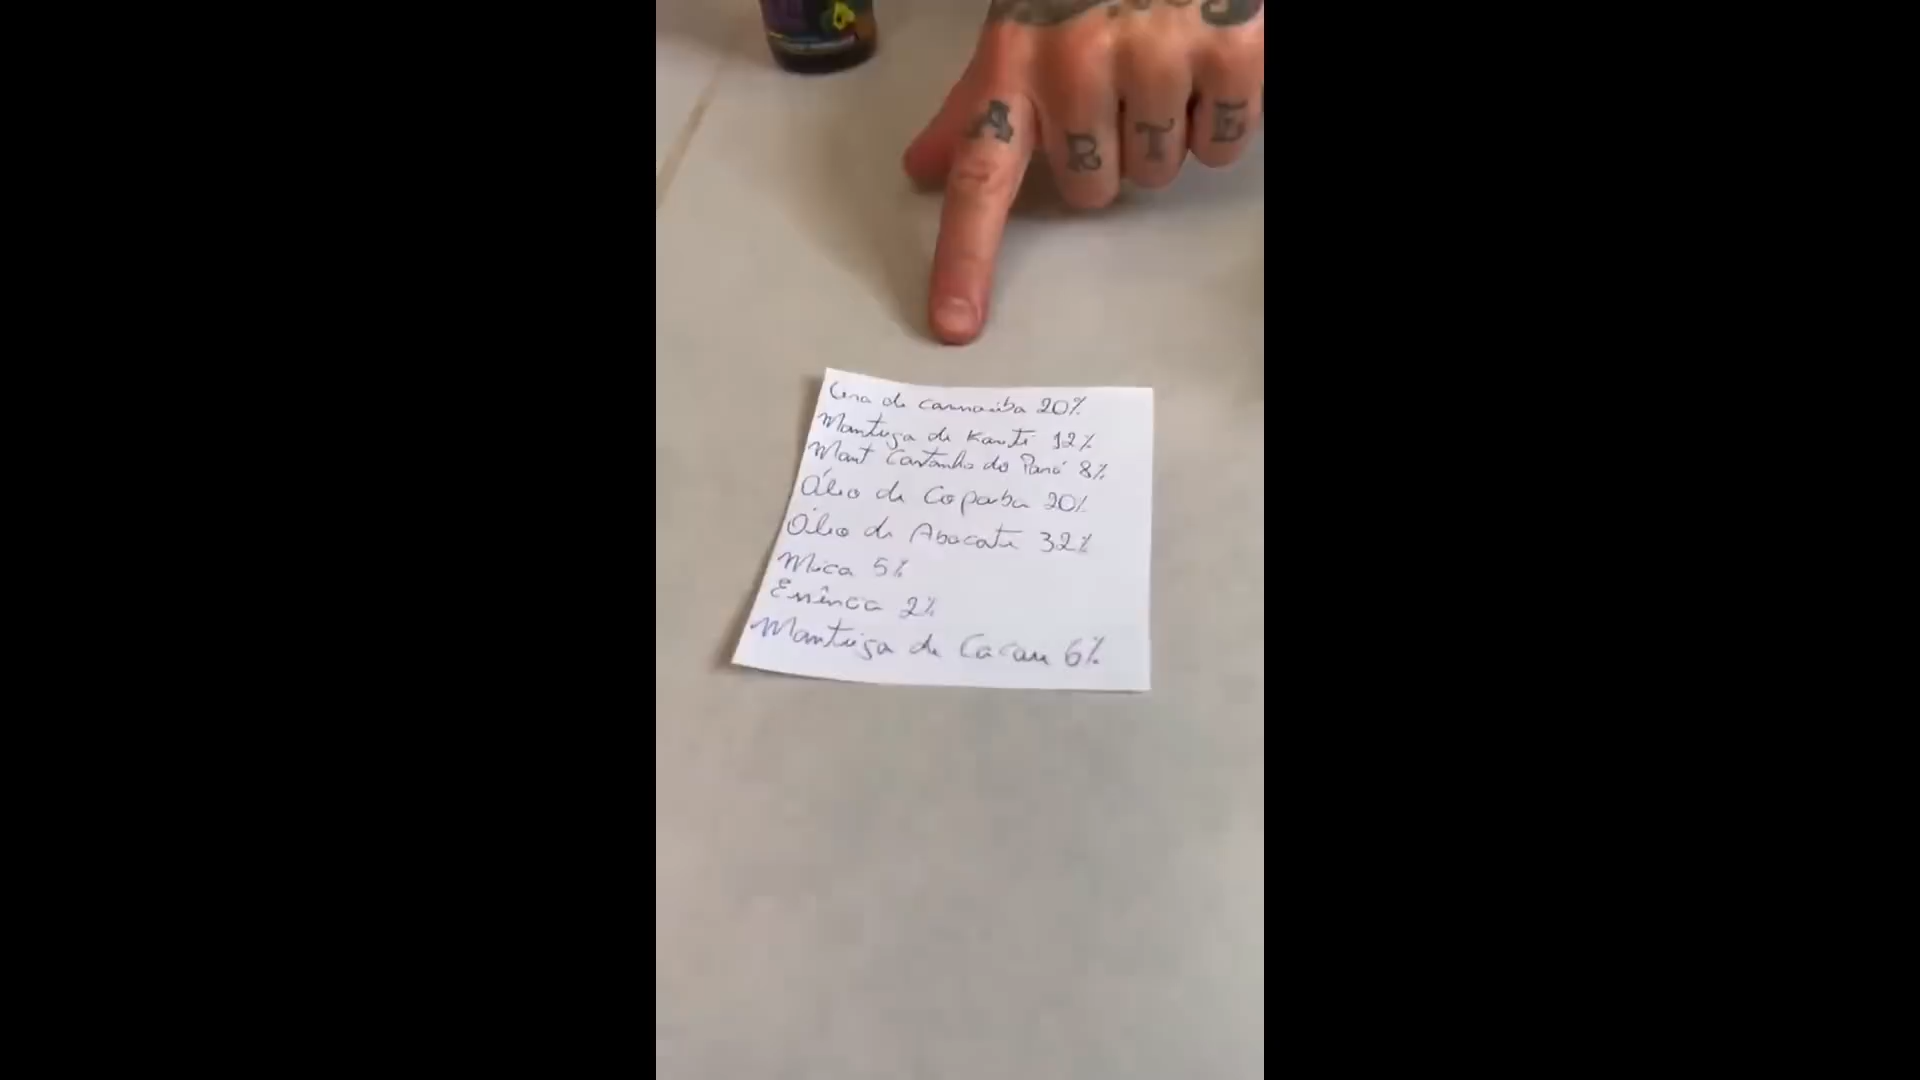 A R T E
Cera de carnaúba 20%
Manteiga de Karité 12%
Mant Castanha do Pará 8%
Óleo de Copaíba 20%
Óleo de Abacate 32%
Mica 5%
Essência 2%
Manteiga de Cacau 6%